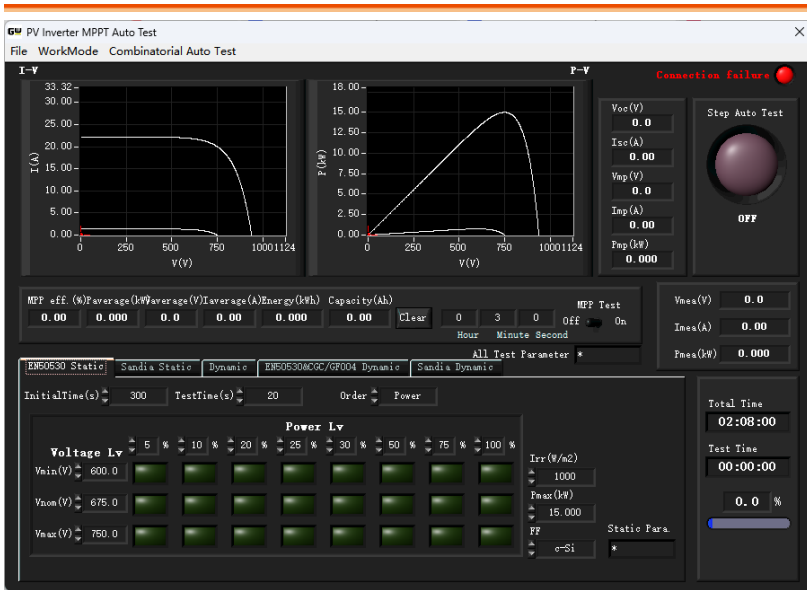 GW PV Inverter MPPT Auto Test
File WorkMode Combinatorial Auto Test
I-V
P-V
Connection failure
33.32
30.00
25.00
20.00
15.00
10.00
5.00
0.00
I(A)
0 250 500 750 1000 1124
V(V)
18.00
15.00
12.50
10.00
7.50
5.00
2.50
0.00
P(kW)
0 250 500 750 1000 1124
V(V)
Voc(V)
0.0
Isc(A)
0.00
Vmp(V)
0.0
Imp(A)
0.00
Pmp(kW)
0.000
Step Auto Test
OFF
MPP eff. (%) Paverage(kW) Vaverage(V) Iaverage(A) Energy(kWh) Capacity(Ah)
0.00 0.000 0.0 0.00 0.000 0.00 Clear
0 3 0
Hour Minute Second
MPP Test
Off On
All Test Parameter *
Vmea(V) 0.0
Imea(A) 0.00
Pmea(kW) 0.000
EN50530 Static Sandia Static Dynamic EN50530&CGC/GF004 Dynamic Sandia Dynamic
InitialTime(s) 300 TestTime(s) 20 Order Power
Power Lv
Voltage Lv 5 % 10 % 20 % 25 % 30 % 50 % 75 % 100 %
Vmin(V) 600.0
Vnom(V) 675.0
Vmax(V) 750.0
Irr(W/m2)
1000
Pmax(kW)
15.000
FF
c-Si
Static Para.
*
Total Time
02:08:00
Test Time
00:00:00
0.0 %